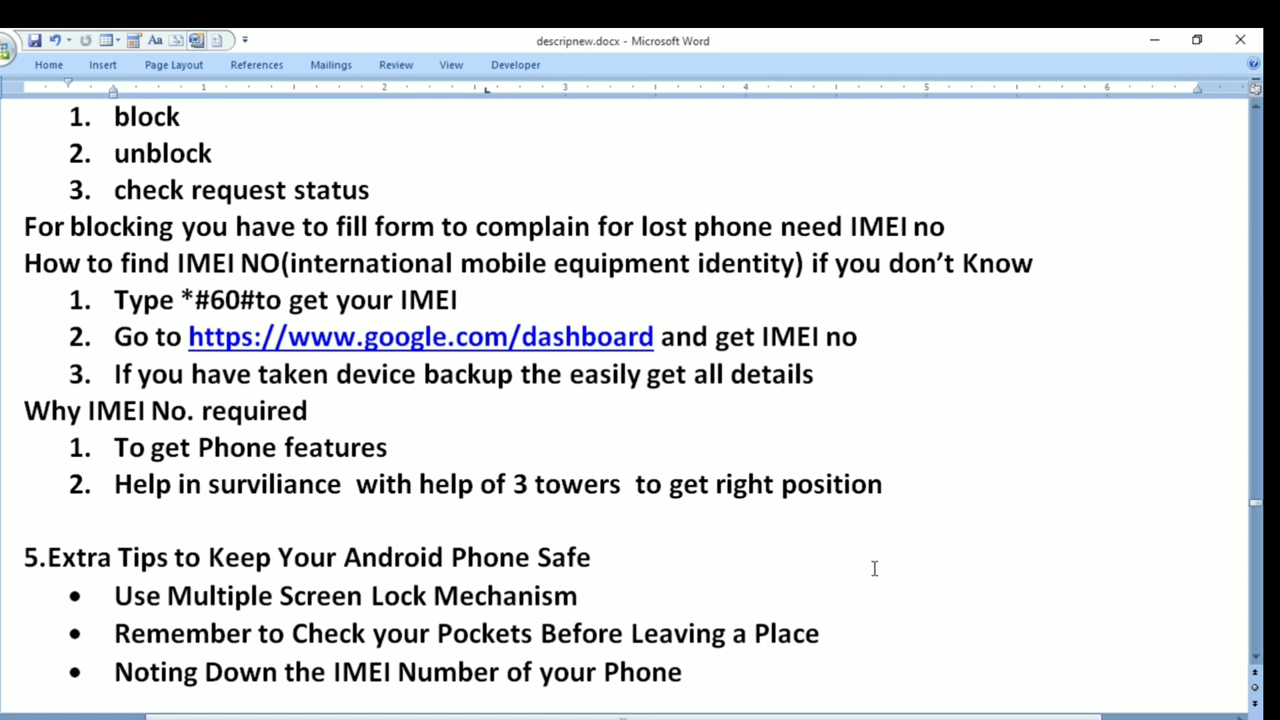 descripnew.docx - Microsoft Word
Home Insert Page Layout References Mailings Review View Developer
1 2 3 4 5 6
1. block
2. unblock
3. check request status
For blocking you have to fill form to complain for lost phone need IMEI no
How to find IMEI NO(international mobile equipment identity) if you don’t Know
1. Type *#60#to get your IMEI
2. Go to https://www.google.com/dashboard and get IMEI no
3. If you have taken device backup the easily get all details
Why IMEI No. required
1. To get Phone features
2. Help in surviliance with help of 3 towers to get right position
5.Extra Tips to Keep Your Android Phone Safe
• Use Multiple Screen Lock Mechanism
• Remember to Check your Pockets Before Leaving a Place
• Noting Down the IMEI Number of your Phone